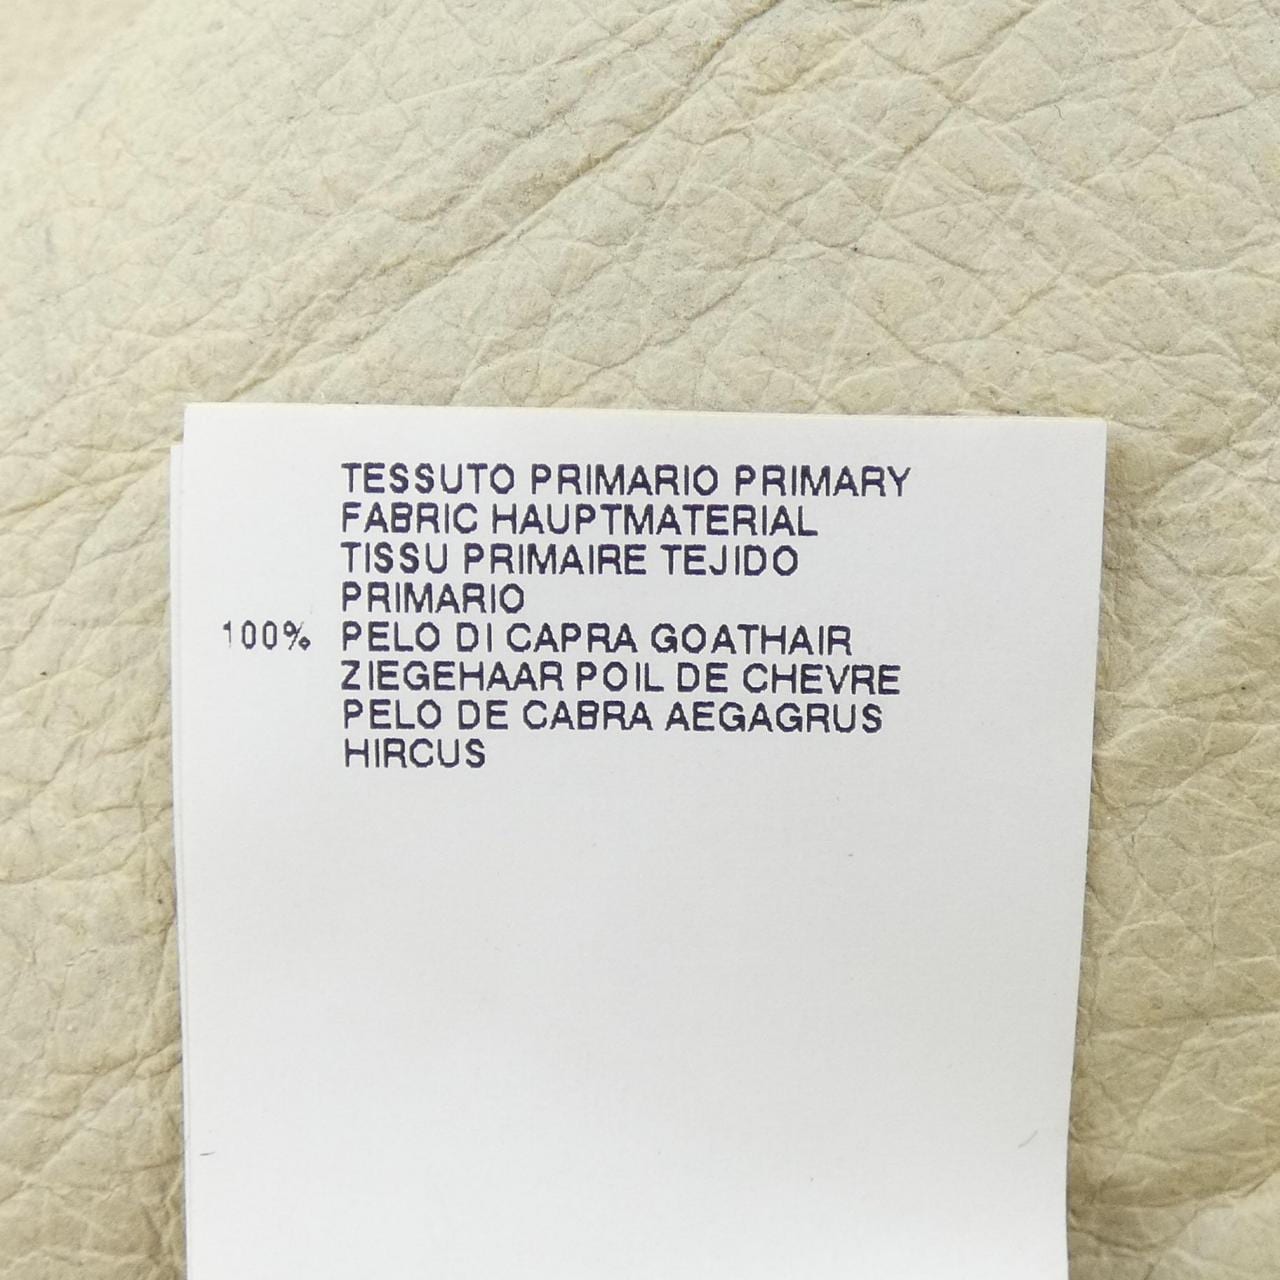 TESSUTO PRIMARIO PRIMARY
FABRIC HAUPTMATERIAL
TISSU PRIMAIRE TEJIDO
PRIMARIO
100% PELO DI CAPRA GOATHAIR
ZIEGEHAAR POIL DE CHEVRE
PELO DE CABRA AEGAGRUS
HIRCUS